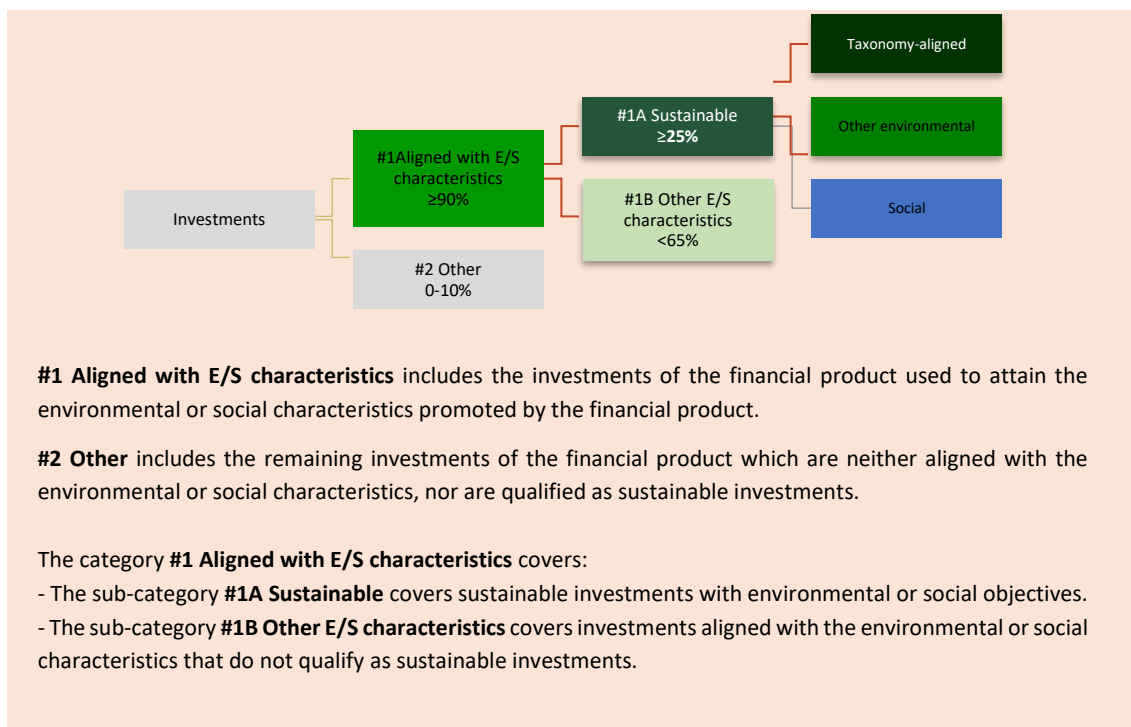 Taxonomy-aligned
#1A Sustainable
≥25%
Other environmental
#1Aligned with E/S
characteristics
≥90%
#1B Other E/S
characteristics
<65%
Social
Investments
#2 Other
0-10%
#1 Aligned with E/S characteristics includes the investments of the financial product used to attain the
environmental or social characteristics promoted by the financial product.
#2 Other includes the remaining investments of the financial product which are neither aligned with the
environmental or social characteristics, nor are qualified as sustainable investments.
The category #1 Aligned with E/S characteristics covers:
- The sub-category #1A Sustainable covers sustainable investments with environmental or social objectives.
- The sub-category #1B Other E/S characteristics covers investments aligned with the environmental or social
characteristics that do not qualify as sustainable investments.